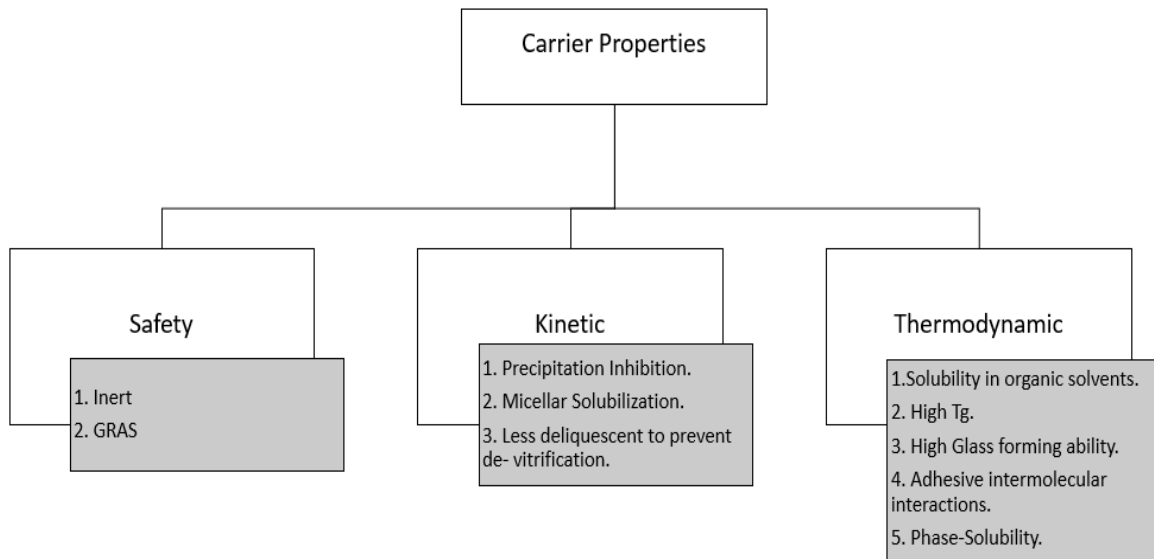 Carrier Properties
Safety
1. Inert
2. GRAS
Kinetic
1. Precipitation Inhibition.
2. Micellar Solubilization.
3. Less deliquescent to prevent
de- vitrification.
Thermodynamic
1.Solubility in organic solvents.
2. High Tg.
3. High Glass forming ability.
4. Adhesive intermolecular
interactions.
5. Phase-Solubility.